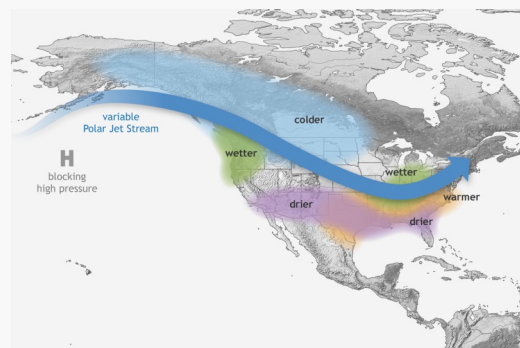 variable
Polar Jet Stream
colder
H
blocking
high pressure
wetter
wetter
warmer
drier
drier